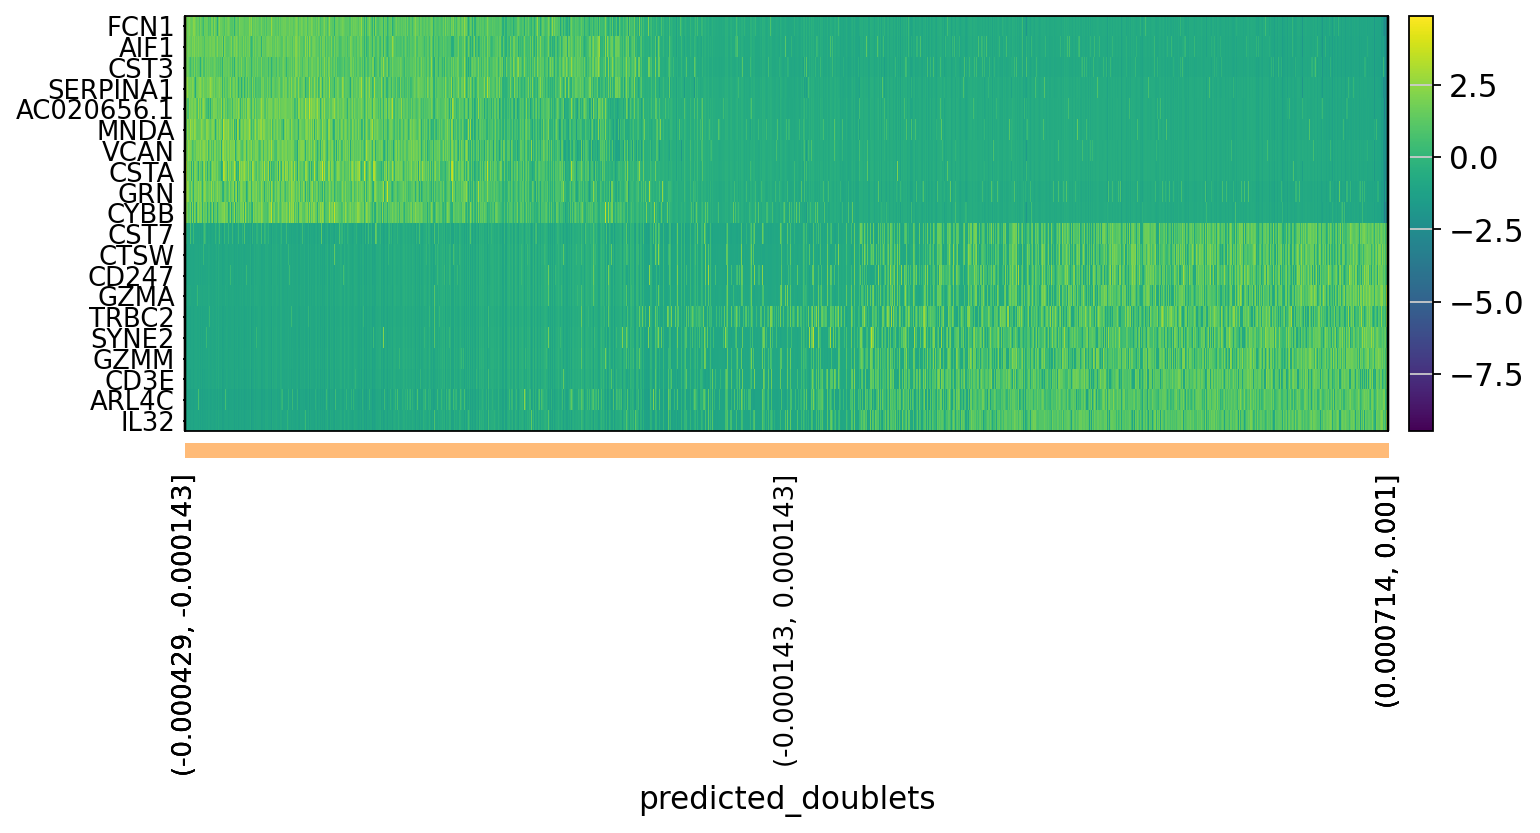 FCN1
AIF1
CST3
SERPINA1
AC020656.1
MNDA
VCAN
CSTA
GRN
CYBB
CST7
CTSW
CD247
GZMA
TRBC2
SYNE2
GZMM
CD3E
ARL4C
IL32
2.5
0.0
−2.5
−5.0
−7.5
(-0.000429, -0.000143]
(-0.000143, 0.000143]
(0.000714, 0.001]
predicted_doublets